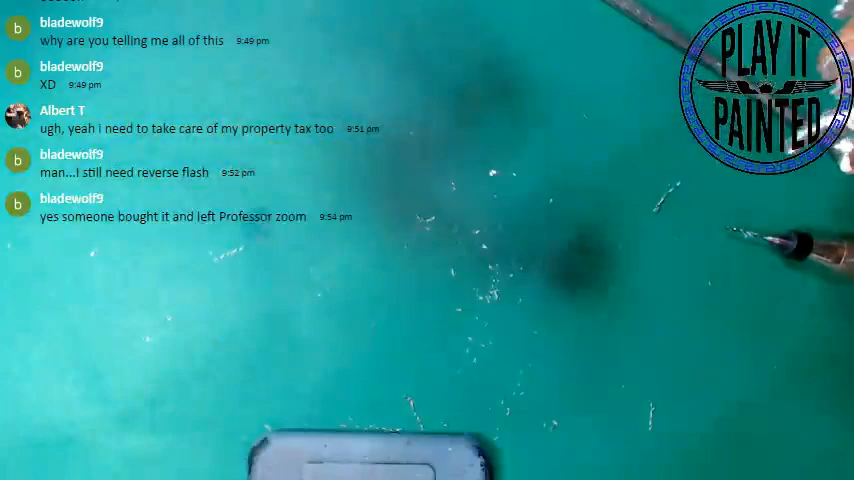 bladewolf9
why are you telling me all of this 9:49 pm
bladewolf9
XD 9:49 pm
Albert T
ugh, yeah i need to take care of my property tax too 9:51 pm
bladewolf9
man...I still need reverse flash 9:52 pm
bladewolf9
yes someone bought it and left Professor zoom 9:54 pm
PLAY IT
PAINTED